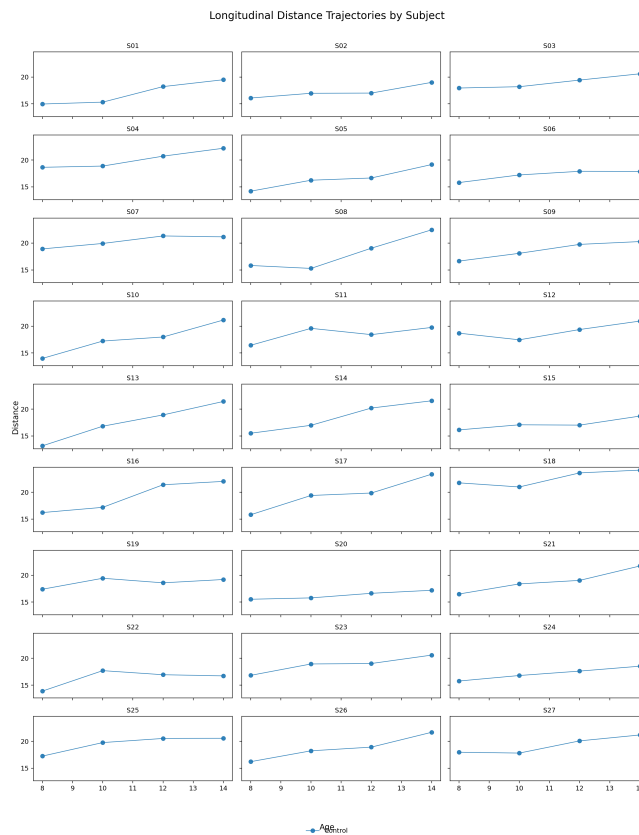 Longitudinal Distance Trajectories by Subject
S01 S02 S03
20
15
S04 S05 S06
20
15
S07 S08 S09
20
15
S10 S11 S12
20
15
S13 S14 S15
20
15
Distance
S16 S17 S18
20
15
S19 S20 S21
20
15
S22 S23 S24
20
15
S25 S26 S27
20
15
8 9 10 11 12 13 14 8 9 10 11 12 13 14 8 9 10 11 12 13 14
Age
Control